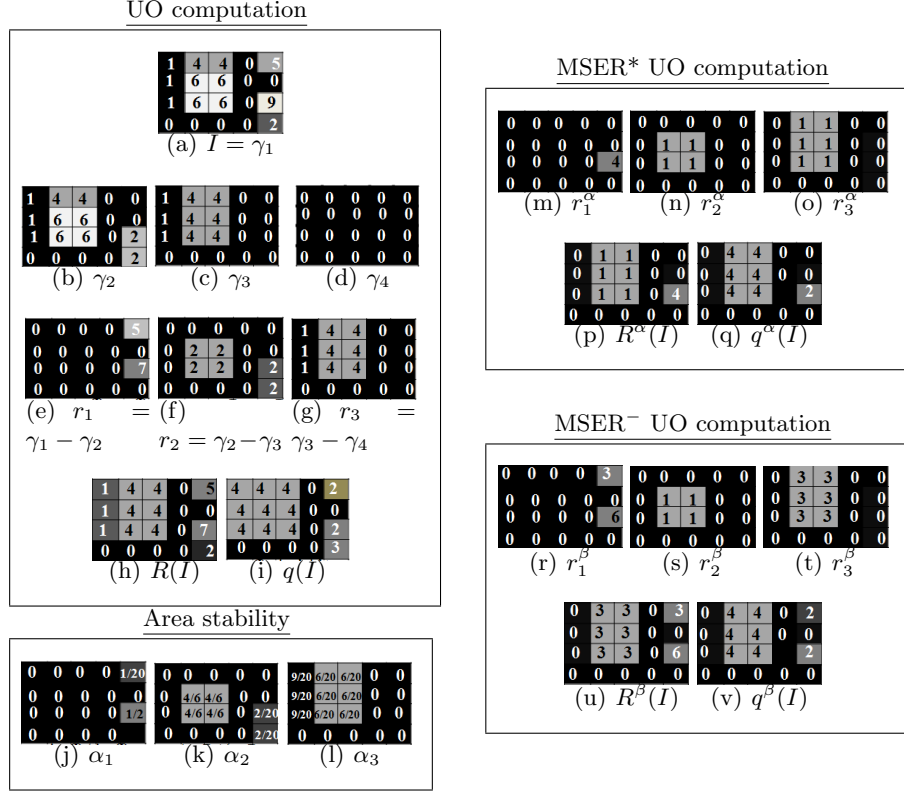 UO computation
1 4 4 0 5
1 6 6 0 0
1 6 6 0 9
0 0 0 0 2
(a) I = γ₁
1 4 4 0 0
1 6 6 0 0
1 6 6 0 2
0 0 0 0 2
(b) γ₂
1 4 4 0 0
1 4 4 0 0
1 4 4 0 0
0 0 0 0 0
(c) γ₃
0 0 0 0 0
0 0 0 0 0
0 0 0 0 0
0 0 0 0 0
(d) γ₄
0 0 0 0 5
0 0 0 0 0
0 0 0 0 7
0 0 0 0 0
(e) r₁ =
γ₁ − γ₂
0 0 0 0 0
0 2 2 0 0
0 2 2 0 2
0 0 0 0 2
(f)
r₂ = γ₂−γ₃
1 4 4 0 0
1 4 4 0 0
1 4 4 0 0
0 0 0 0 0
(g) r₃ =
γ₃ − γ₄
1 4 4 0 5
1 4 4 0 0
1 4 4 0 7
0 0 0 0 2
(h) R(I)
4 4 4 0 2
4 4 4 0 0
4 4 4 0 2
0 0 0 0 3
(i) q(I)
Area stability
0 0 0 0 1/20
0 0 0 0 0
0 0 0 0 1/2
0 0 0 0
(j) α₁
0 0 0 0 0
0 4/6 4/6 0 0
0 4/6 4/6 0 2/20
0 0 0 0 2/20
(k) α₂
9/20 6/20 6/20 0 0
9/20 6/20 6/20 0 0
9/20 6/20 6/20 0 0
0 0 0 0 0
(l) α₃
MSER* UO computation
0 0 0 0 0
0 0 0 0 0
0 0 0 0 4
0 0 0 0 0
(m) r₁^α
0 0 0 0 0
0 1 1 0 0
0 1 1 0 0
0 0 0 0 0
(n) r₂^α
0 1 1 0 0
0 1 1 0 0
0 1 1 0 0
0 0 0 0 0
(o) r₃^α
0 1 1 0 0
0 1 1 0 0
0 1 1 0 4
0 0 0 0 0
(p) R^α(I)
0 4 4 0 0
0 4 4 0 0
0 4 4 0 2
0 0 0 0 0
(q) q^α(I)
MSER⁻ UO computation
0 0 0 0 3
0 0 0 0 0
0 0 0 0 6
0 0 0 0 0
(r) r₁^β
0 0 0 0 0
0 1 1 0 0
0 1 1 0 0
0 0 0 0 0
(s) r₂^β
0 3 3 0 0
0 3 3 0 0
0 3 3 0 0
0 0 0 0 0
(t) r₃^β
0 3 3 0 3
0 3 3 0 0
0 3 3 0 6
0 0 0 0 0
(u) R^β(I)
0 4 4 0 2
0 4 4 0 0
0 4 4 0 2
0 0 0 0 0
(v) q^β(I)